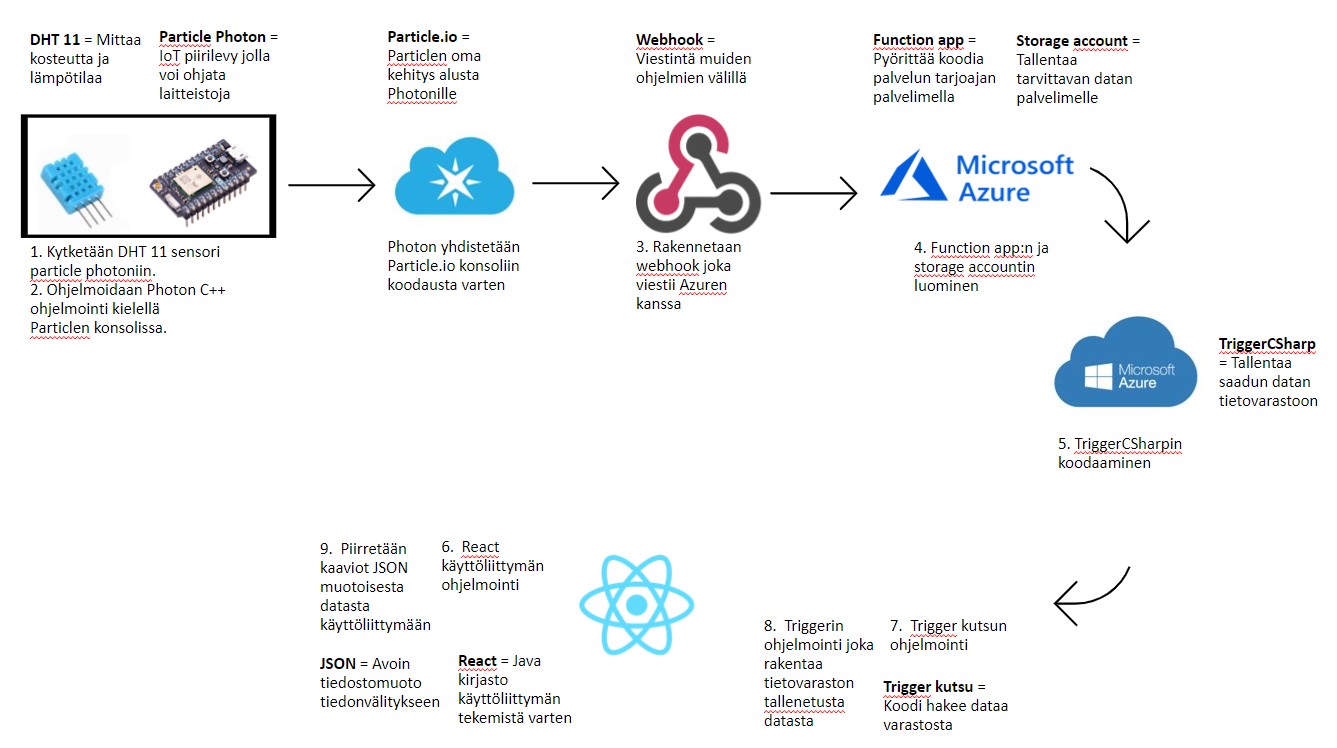 DHT 11 = Mittaa
kosteutta ja
lämpötilaa
Particle Photon =
IoT piirilevy jolla
voi ohjata
laitteistoja
Particle.io =
Particlen oma
kehitys alusta
Photonille
Webhook =
Viestintä muiden
ohjelmien välillä
Function app =
Pyörittää koodia
palvelun tarjoajan
palvelimella
Storage account =
Tallentaa
tarvittavan datan
palvelimelle
Microsoft
Azure
1. Kytketään DHT 11 sensori
particle photoniin.
2. Ohjelmoidaan Photon C++
ohjelmointi kielellä
Particlen konsolissa.
Photon yhdistetään
Particle.io konsoliin
koodausta varten
3. Rakennetaan
webhook joka
viestii Azuren
kanssa
4. Function app:n ja
storage accountin
luominen
Microsoft
Azure
TriggerCSharp
= Tallentaa
saadun datan
tietovarastoon
5. TriggerCSharpin
koodaaminen
9. Piirretään
kaaviot JSON
muotoisesta
datasta
käyttöliittymään
6. React
käyttöliittymän
ohjelmointi
JSON = Avoin
tiedostomuoto
tiedonvälitykseen
React = Java
kirjasto
käyttöliittymän
tekemistä varten
8. Triggerin
ohjelmointi joka
rakentaa
tietovaraston
tallenetusta
datasta
7. Trigger kutsun
ohjelmointi
Trigger kutsu =
Koodi hakee dataa
varastosta